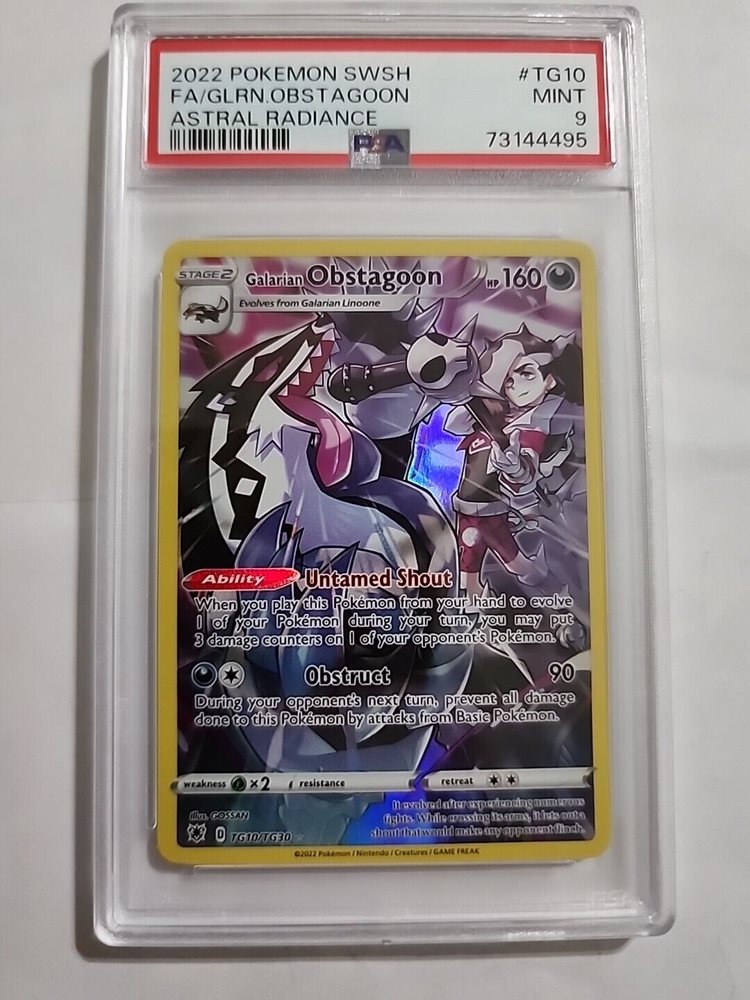 2022 POKEMON SWSH #TG10
FA/GLRN.OBSTAGOON MINT
ASTRAL RADIANCE 9
PSA 73144495
STAGE 2 Galarian Obstagoon HP 160
Evolves from Galarian Linoone
Ability Untamed Shout
When you play this Pokémon from your hand to evolve
1 of your Pokémon during your turn, you may put
3 damage counters on 1 of your opponent's Pokémon.
Obstruct 90
During your opponent's next turn, prevent all damage
done to this Pokémon by attacks from Basic Pokémon.
weakness ×2 resistance retreat
It evolved after experiencing numerous
fights. While crossing its arms, it lets out a
shout that would make any opponent flinch.
Illus. GOSSAN
D TG10/TG30
©2022 Pokémon / Nintendo / Creatures / GAME FREAK